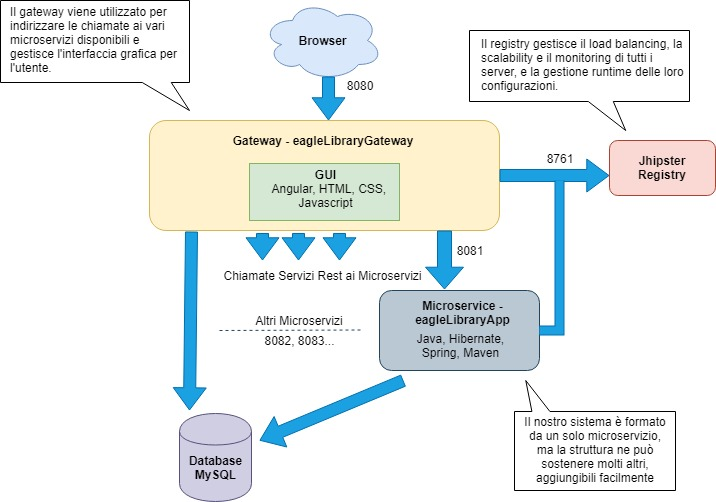 Il gateway viene utilizzato per
indirizzare le chiamate ai vari
microservizi disponibili e
gestisce l'interfaccia grafica per
l'utente.
Browser
8080
Il registry gestisce il load balancing, la
scalability e il monitoring di tutti i
server, e la gestione runtime delle loro
configurazioni.
Gateway - eagleLibraryGateway
GUI
Angular, HTML, CSS,
Javascript
8761
Jhipster
Registry
8081
Chiamate Servizi Rest ai Microservizi
Microservice -
eagleLibraryApp
Java, Hibernate,
Spring, Maven
Altri Microservizi
8082, 8083...
Il nostro sistema è formato
da un solo microservizio,
ma la struttura ne può
sostenere molti altri,
aggiungibili facilmente
Database
MySQL